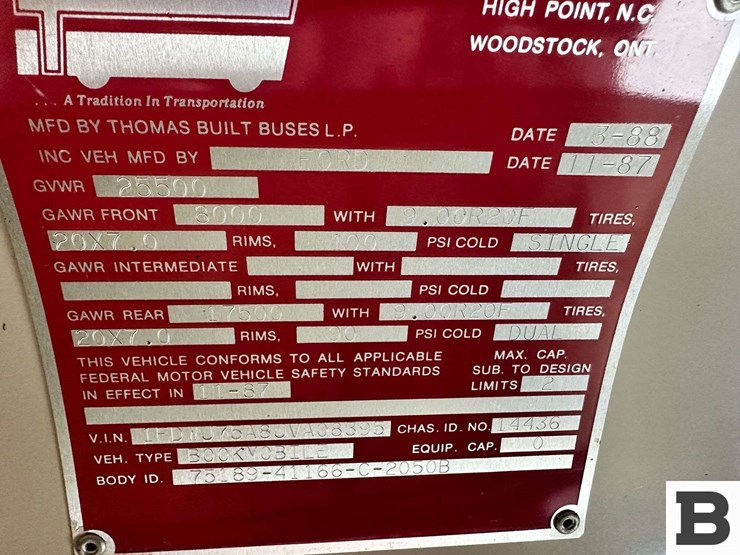 HIGH POINT, N.C.
WOODSTOCK, ONT.
. . . A Tradition In Transportation
MFD BY THOMAS BUILT BUSES L.P. DATE 3-88
INC VEH MFD BY FORD DATE 11-87
GVWR 25500
GAWR FRONT 8000 WITH 9.00R20F TIRES,
20X7.0 RIMS, PSI COLD SINGLE
GAWR INTERMEDIATE WITH TIRES,
RIMS, PSI COLD
GAWR REAR 17500 WITH 9.00R20F TIRES,
20X7.0 RIMS, 90 PSI COLD DUAL
THIS VEHICLE CONFORMS TO ALL APPLICABLE MAX. CAP.
FEDERAL MOTOR VEHICLE SAFETY STANDARDS SUB. TO DESIGN
IN EFFECT IN 11-87 LIMITS 2
V.I.N. CHAS. ID. NO. 14436
VEH. TYPE BOOKMOBILE EQUIP. CAP. 0
BODY ID. 75189-41166-C-2050B
B